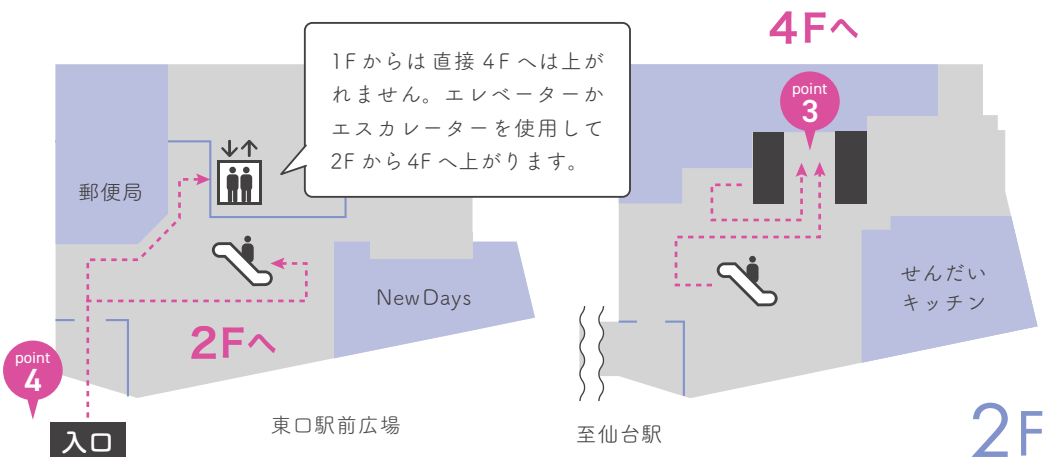 4Fへ
1Fからは直接4Fへは上が
れません。エレベーターか
エスカレーターを使用して
2Fから4Fへ上がります。
point
3
郵便局
NewDays
せんだい
キッチン
2Fへ
point
4
入口
東口駅前広場
至仙台駅
2F